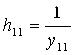 h₁₁ = 1/y₁₁